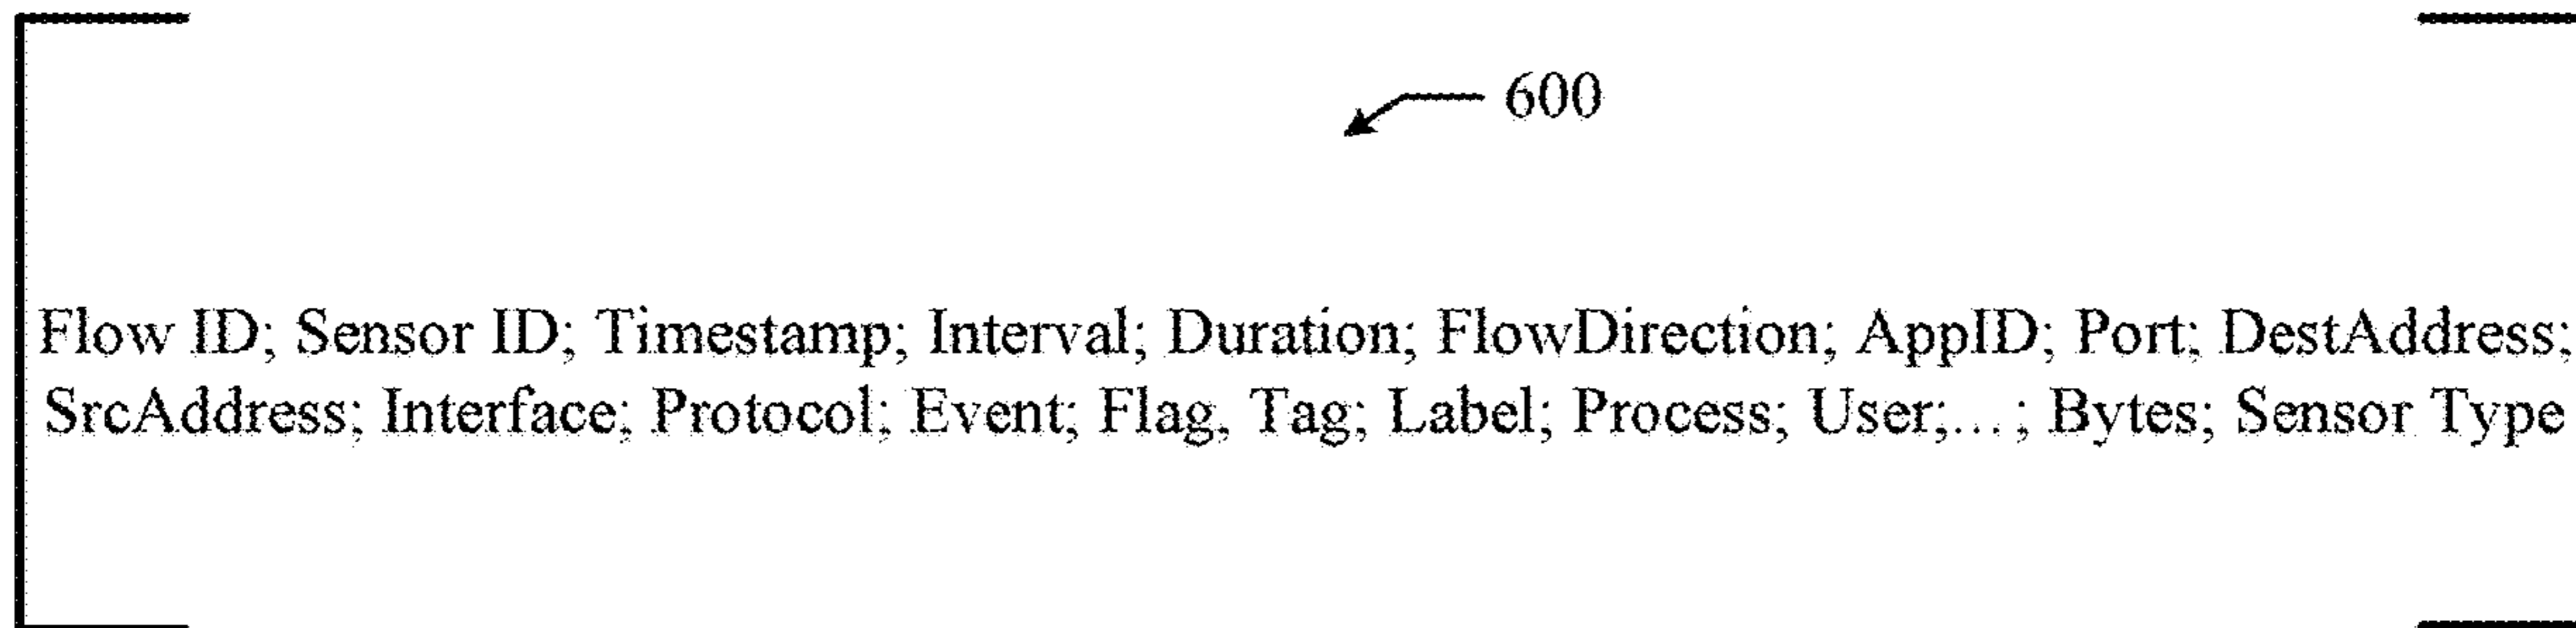 600
Flow ID; Sensor ID; Timestamp; Interval; Duration; FlowDirection; AppID; Port; DestAddress;
SrcAddress; Interface; Protocol; Event; Flag, Tag; Label; Process; User;...; Bytes; Sensor Type